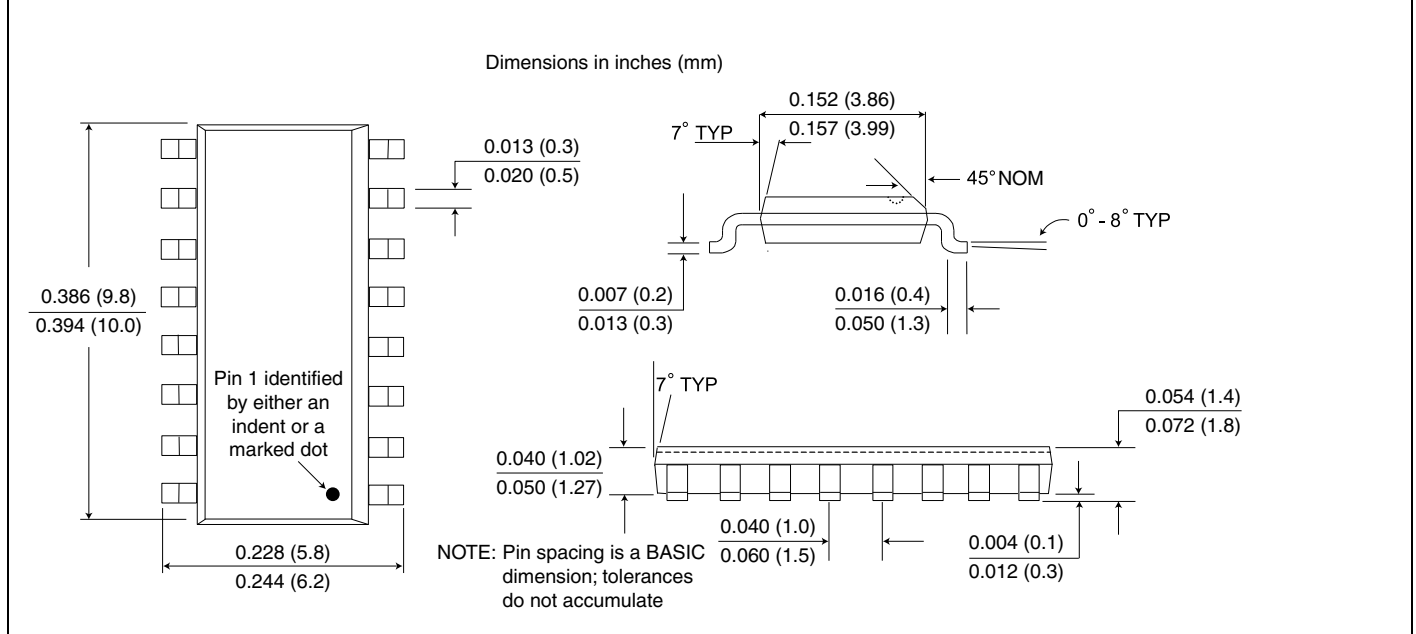 Dimensions in inches (mm)
0.386 (9.8)
0.394 (10.0)
0.013 (0.3)
0.020 (0.5)
Pin 1 identified
by either an
indent or a
marked dot
0.228 (5.8)
0.244 (6.2)
0.152 (3.86)
0.157 (3.99)
7° TYP
45° NOM
0° - 8° TYP
0.007 (0.2)
0.013 (0.3)
0.016 (0.4)
0.050 (1.3)
7° TYP
0.054 (1.4)
0.072 (1.8)
0.040 (1.02)
0.050 (1.27)
0.040 (1.0)
0.060 (1.5)
0.004 (0.1)
0.012 (0.3)
NOTE: Pin spacing is a BASIC
dimension; tolerances
do not accumulate